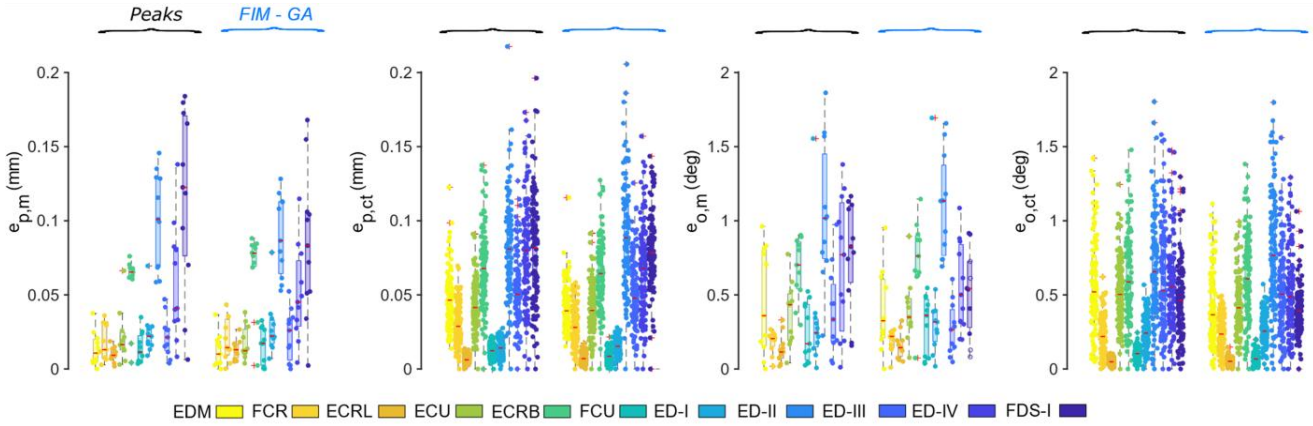 Peaks FIM - GA
0.2 0.2 2 2
0.15 0.15 1.5 1.5
0.1 0.1 1 1
0.05 0.05 0.5 0.5
0 0 0 0
e_p,m (mm)
e_p,ct (mm)
e_o,m (deg)
e_o,ct (deg)
EDM FCR ECRL ECU ECRB FCU ED-I ED-II ED-III ED-IV FDS-I